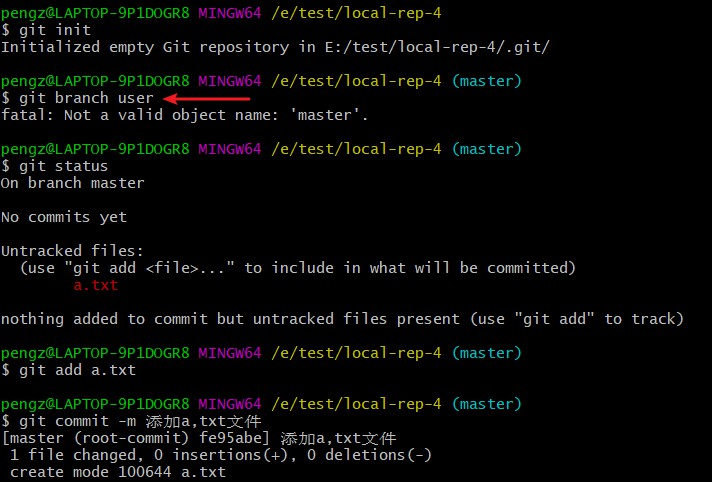 pengz@LAPTOP-9P1DOGR8 MINGW64 /e/test/local-rep-4
$ git init
Initialized empty Git repository in E:/test/local-rep-4/.git/
pengz@LAPTOP-9P1DOGR8 MINGW64 /e/test/local-rep-4 (master)
$ git branch user
fatal: Not a valid object name: 'master'.
pengz@LAPTOP-9P1DOGR8 MINGW64 /e/test/local-rep-4 (master)
$ git status
On branch master
No commits yet
Untracked files:
  (use "git add <file>..." to include in what will be committed)
        a.txt
nothing added to commit but untracked files present (use "git add" to track)
pengz@LAPTOP-9P1DOGR8 MINGW64 /e/test/local-rep-4 (master)
$ git add a.txt
pengz@LAPTOP-9P1DOGR8 MINGW64 /e/test/local-rep-4 (master)
$ git commit -m 添加a,txt文件
[master (root-commit) fe95abe] 添加a,txt文件
 1 file changed, 0 insertions(+), 0 deletions(-)
 create mode 100644 a.txt